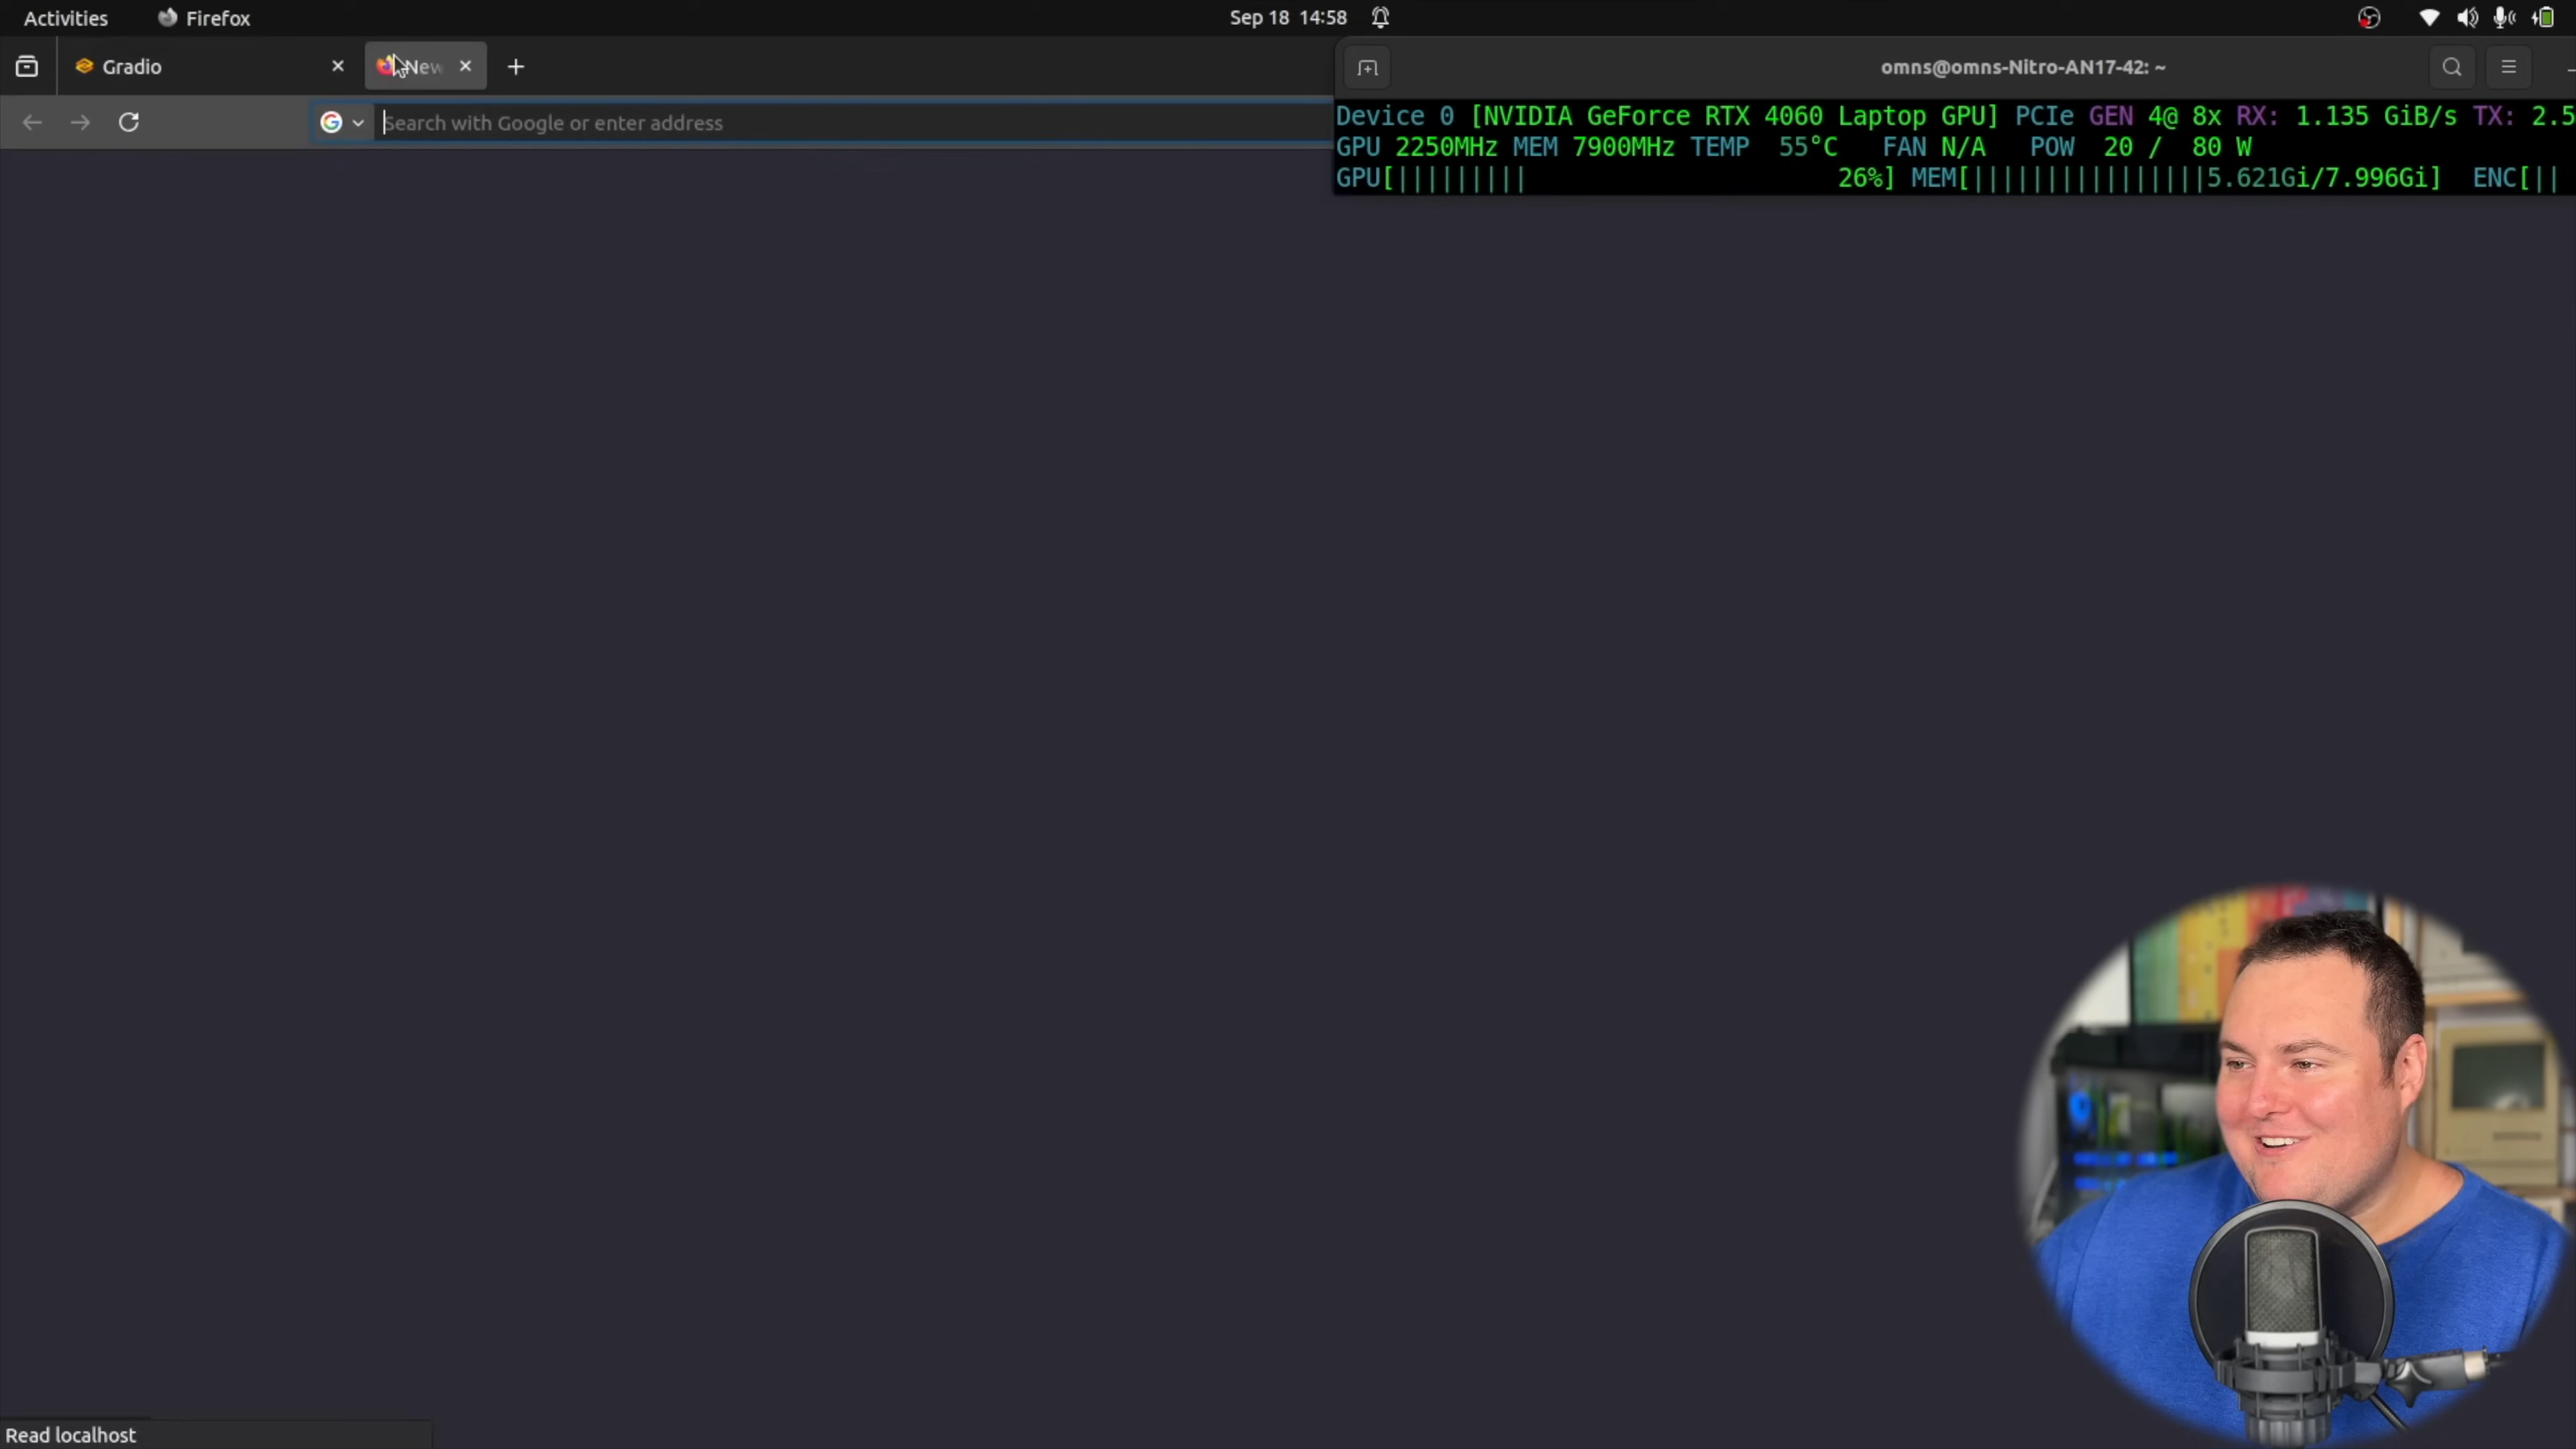 Activities Firefox Sep 18 14:58
Gradio New
Search with Google or enter address
omns@omns-Nitro-AN17-42: ~
Device 0 [NVIDIA GeForce RTX 4060 Laptop GPU] PCIe GEN 4@ 8x RX: 1.135 GiB/s TX: 2.5
GPU 2250MHz MEM 7900MHz TEMP 55°C FAN N/A POW 20 / 80 W
GPU[||||||||| 26%] MEM[||||||||||||||||5.621Gi/7.996Gi] ENC[||
Read localhost